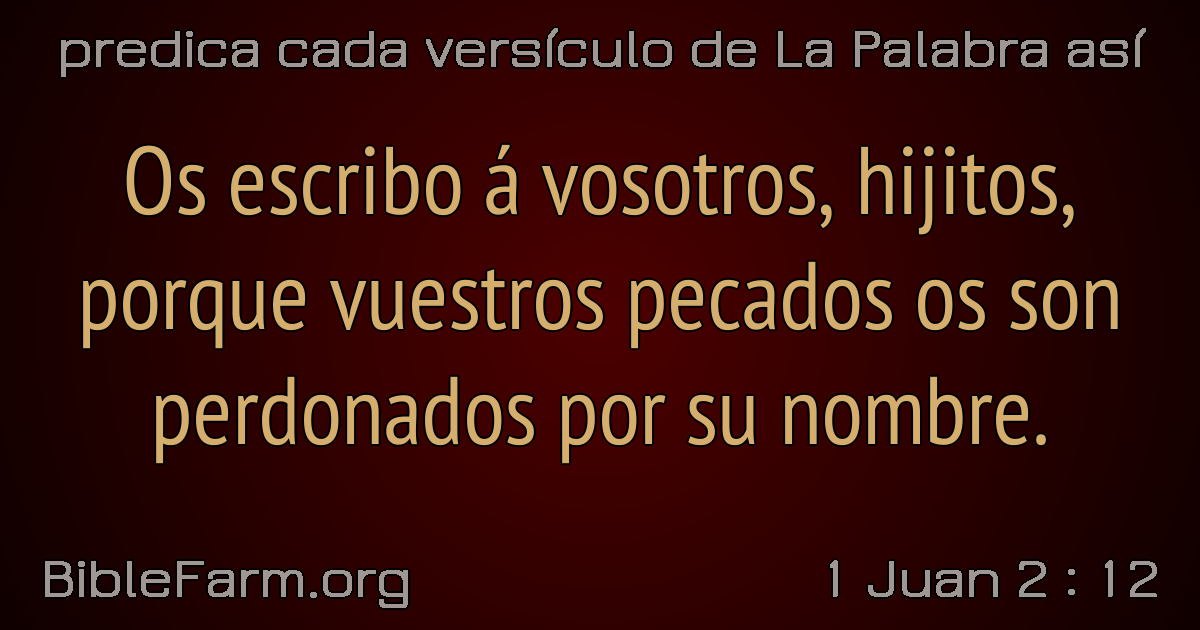 predica cada versículo de La Palabra así
Os escribo á vosotros, hijitos,
porque vuestros pecados os son
perdonados por su nombre.
BibleFarm.org
1 Juan 2 : 12